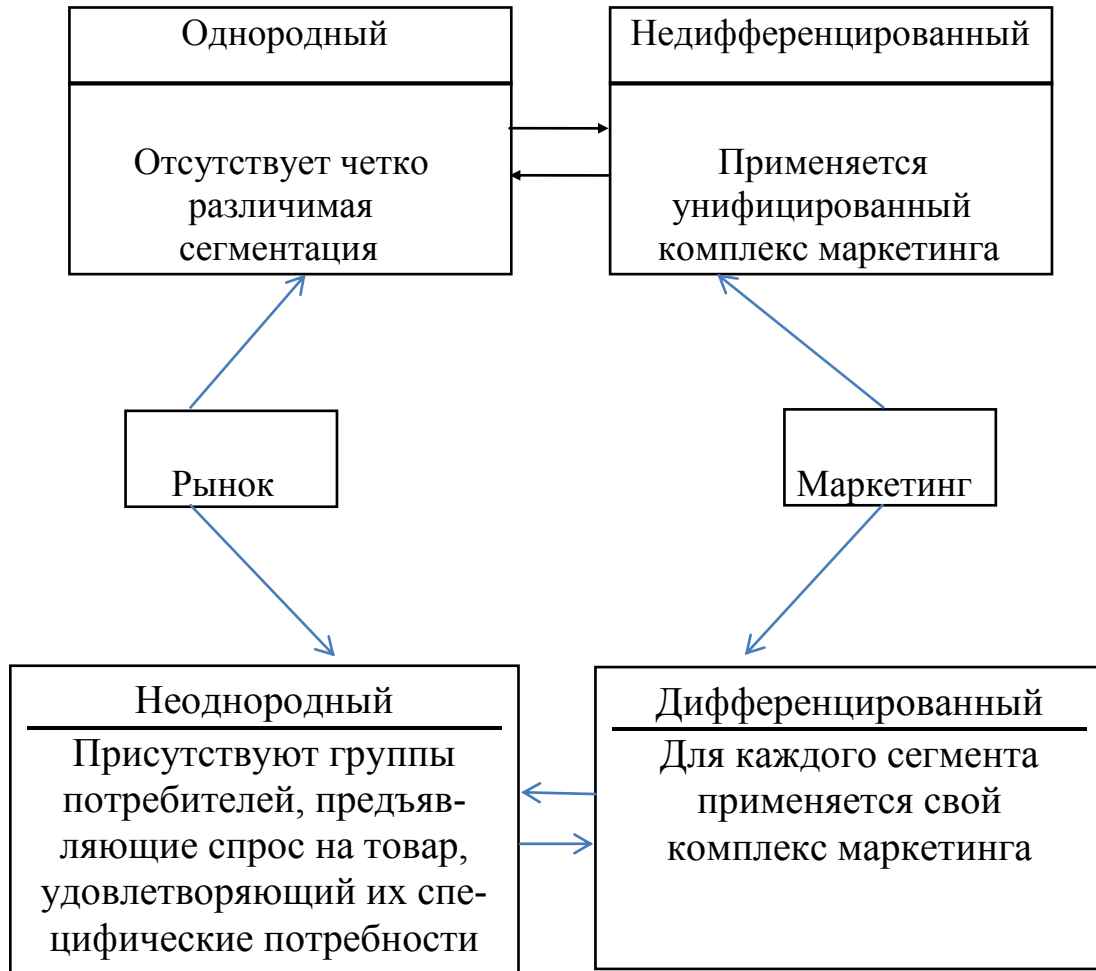 Однородный
Отсутствует четко
различимая
сегментация
Недифференцированный
Применяется
унифицированный
комплекс маркетинга
Рынок
Маркетинг
Неоднородный
Присутствуют группы
потребителей, предъяв-
ляющие спрос на товар,
удовлетворяющий их спе-
цифические потребности
Дифференцированный
Для каждого сегмента
применяется свой
комплекс маркетинга